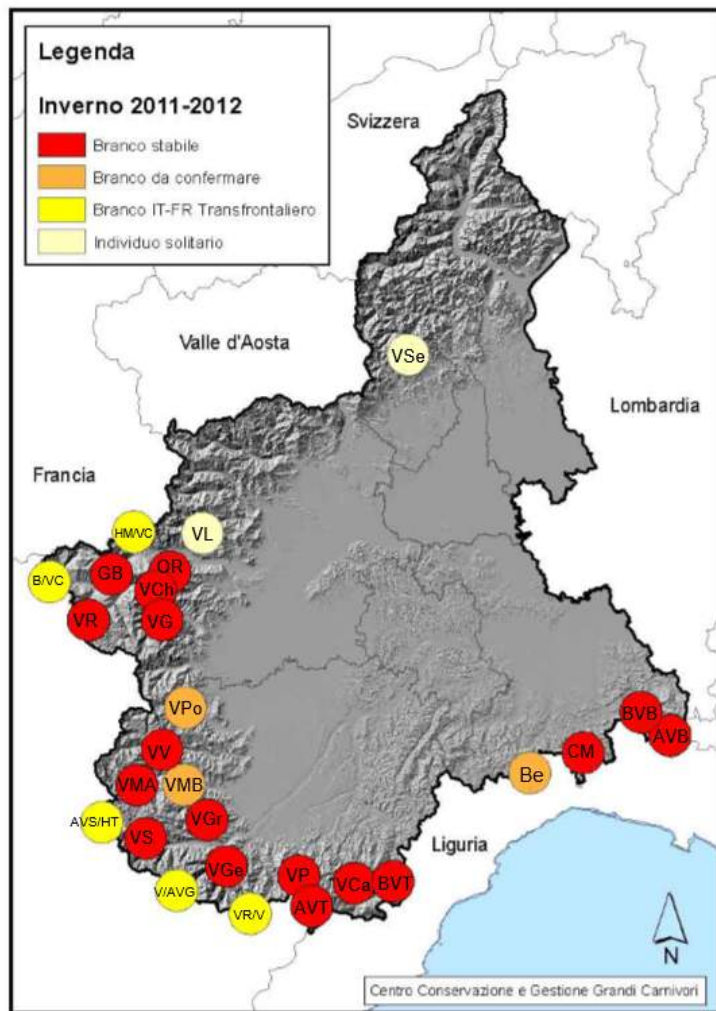 Legenda
Inverno 2011-2012
Branco stabile
Branco da confermare
Branco IT-FR Transfrontaliero
Individuo solitario
Svizzera
Valle d'Aosta
VSe
Lombardia
Francia
HM/VC
VL
B/VC
GB
OR
VCh
VR
VG
VPo
BVB
AVB
VV
CM
VMA
VMB
Be
AVS/HT
VGr
VS
Liguria
VGe
VP
VCa
BVT
V/AVG
AVT
VR/V
N
Centro Conservazione e Gestione Grandi Carnivori